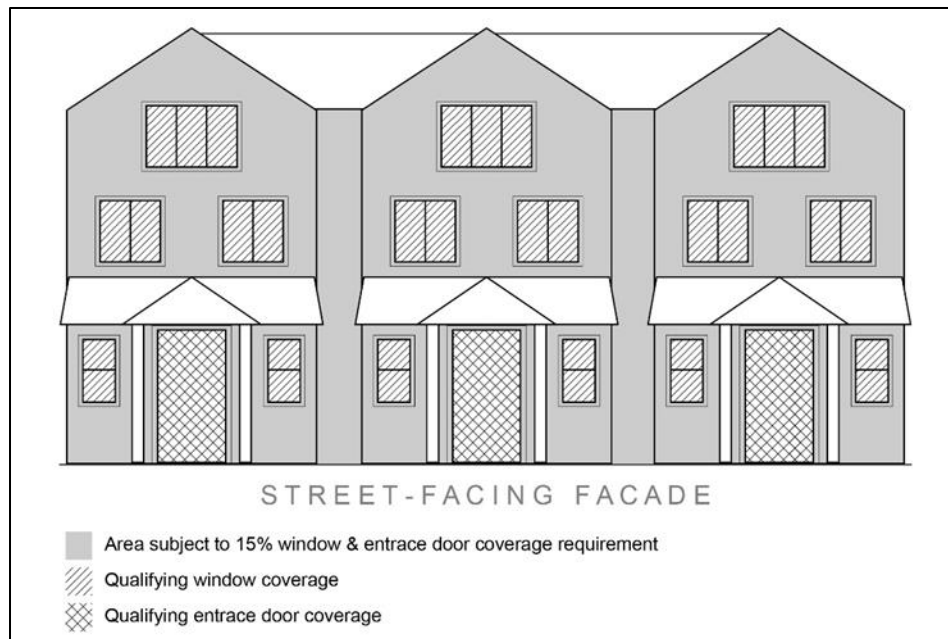 STREET-FACING FACADE
Area subject to 15% window & entrace door coverage requirement
Qualifying window coverage
Qualifying entrace door coverage